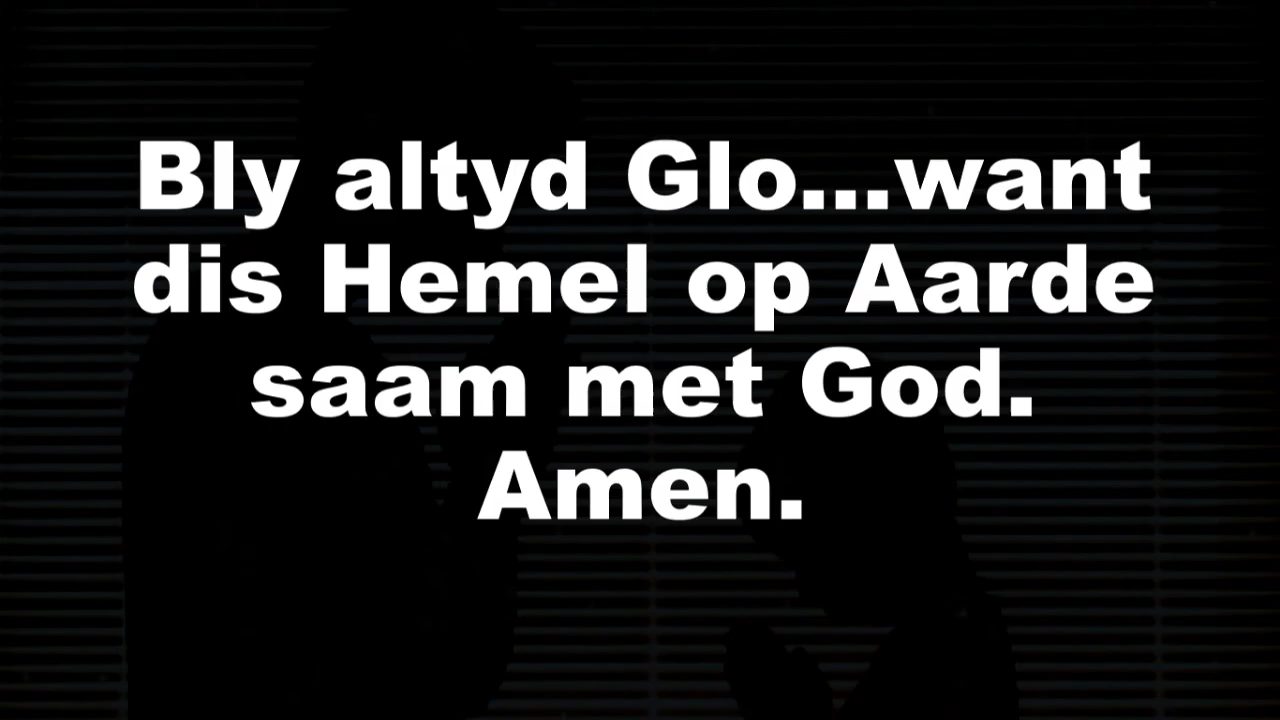 Bly altyd Glo...want
dis Hemel op Aarde
saam met God.
Amen.